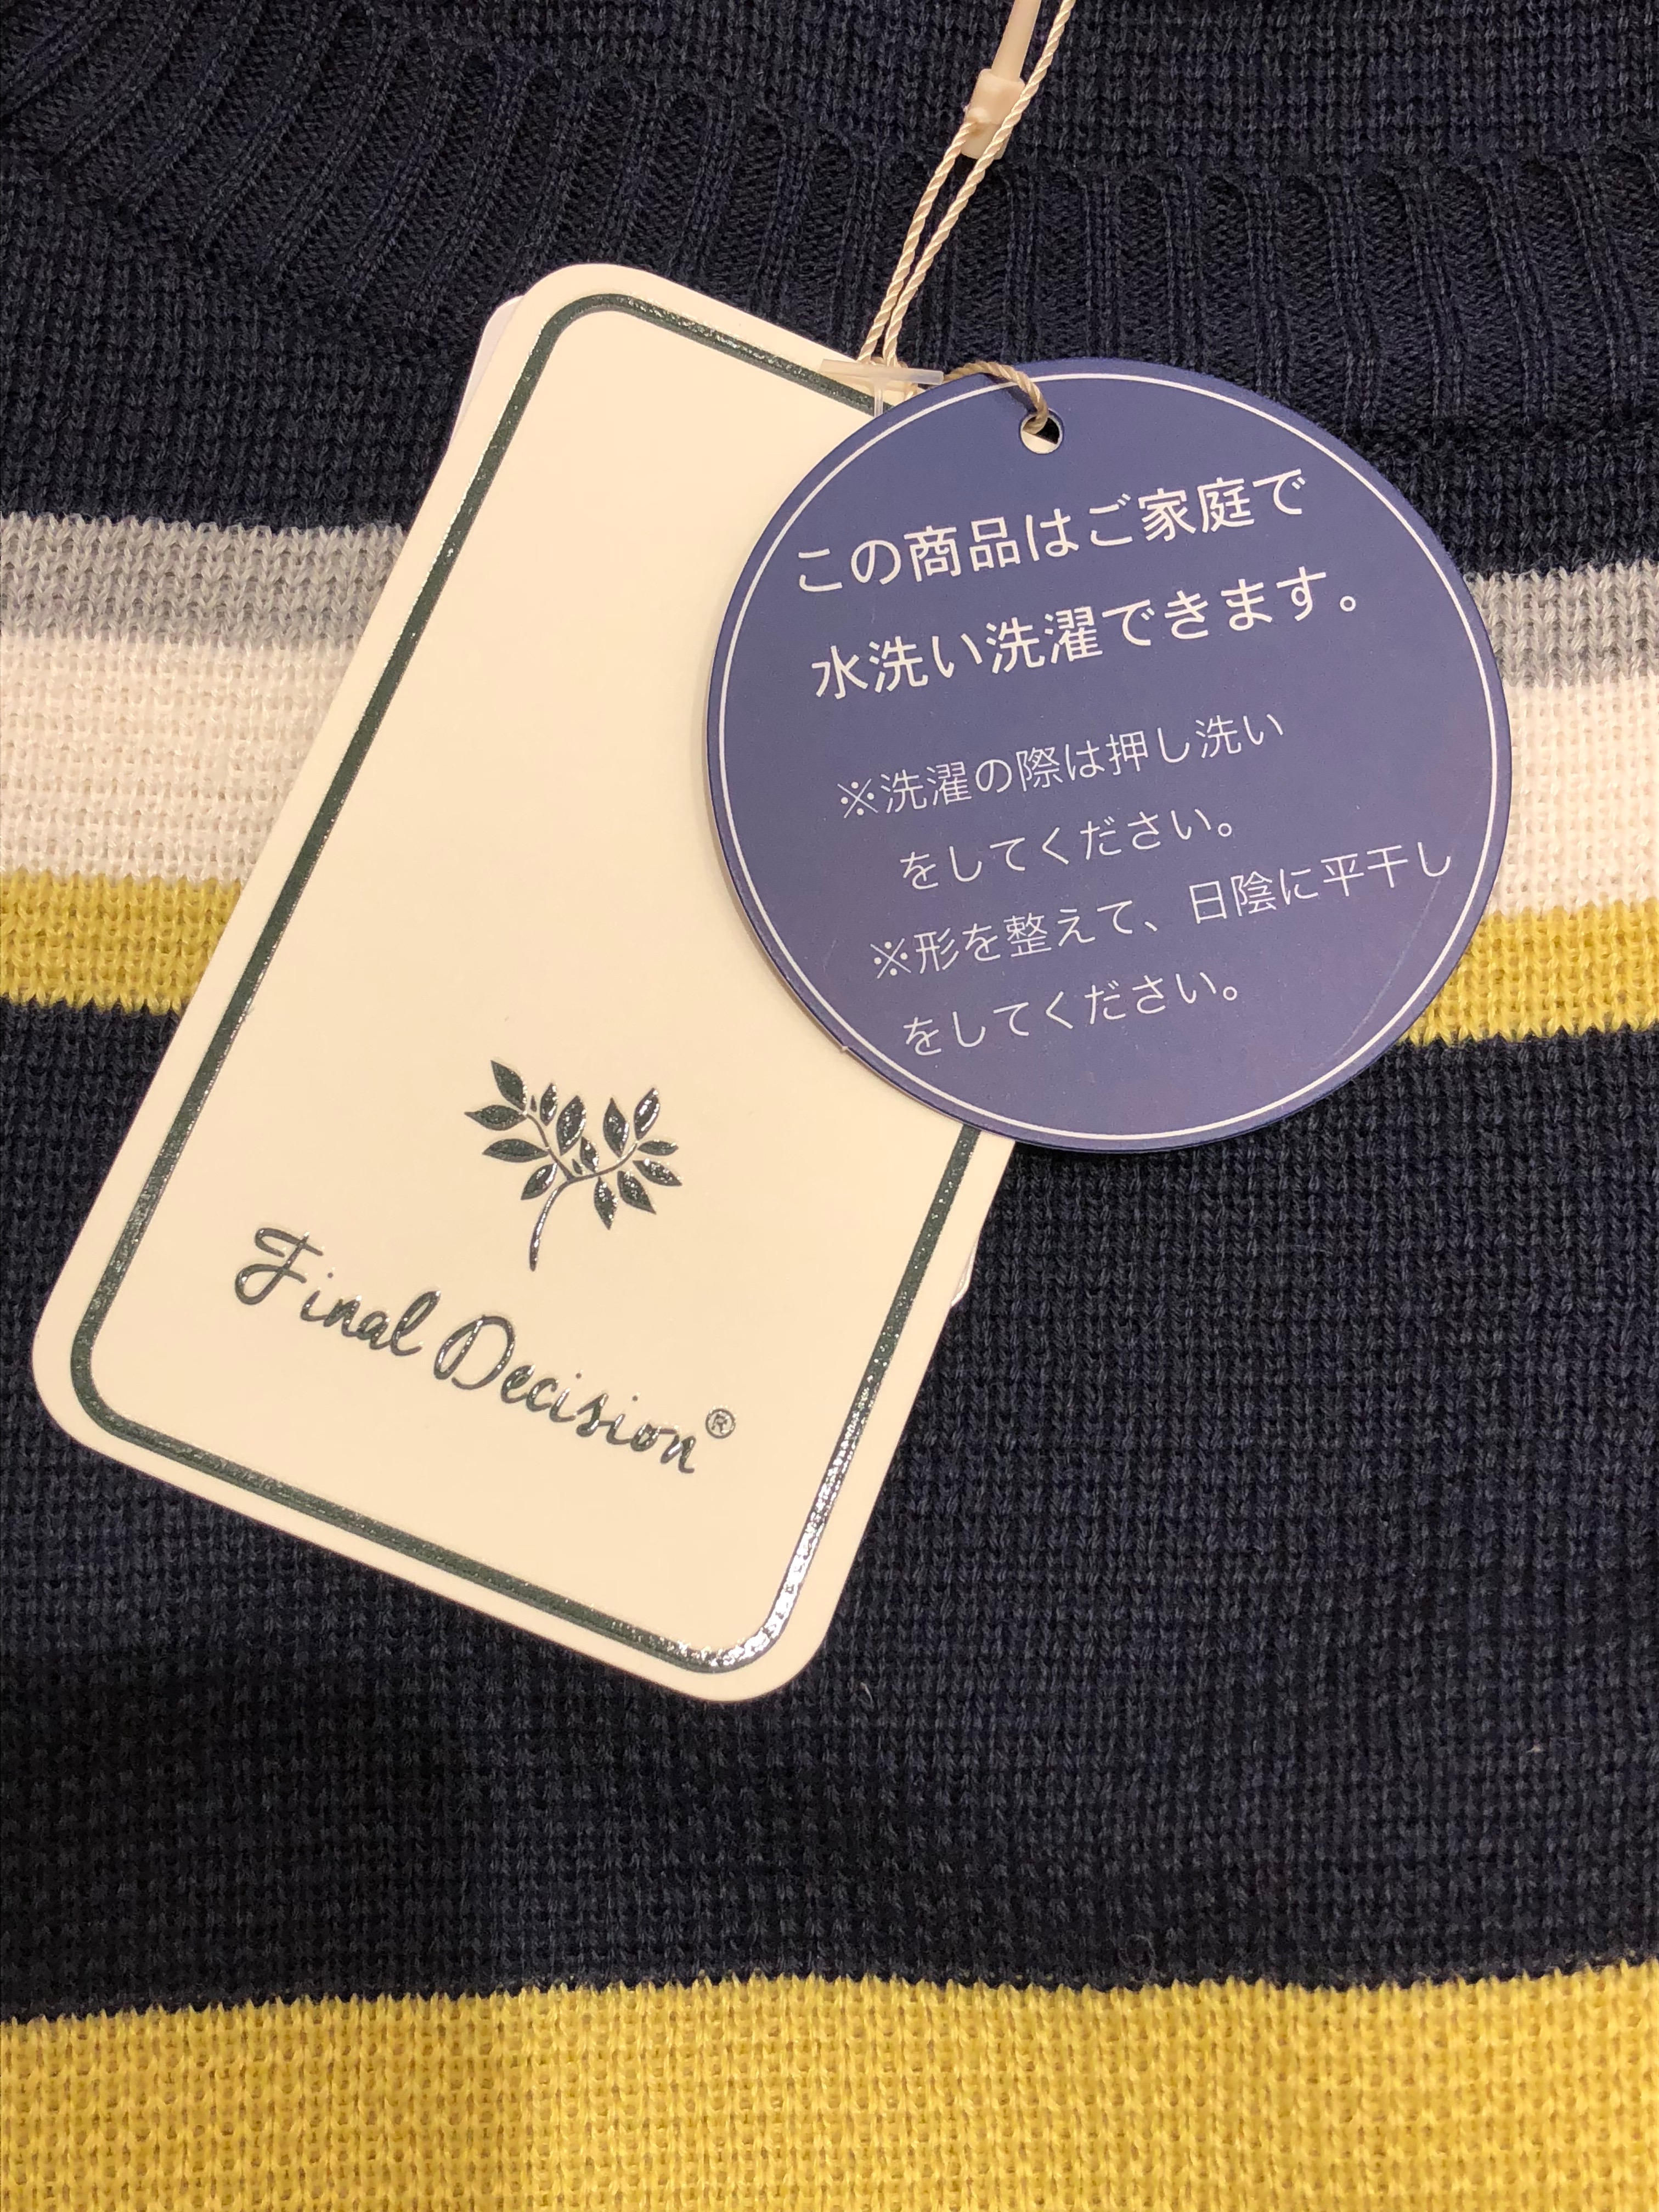 この商品はご家庭で
水洗い洗濯できます。
※洗濯の際は押し洗い
をしてください。
※形を整えて、日陰に平干し
をしてください。
Final Decision®